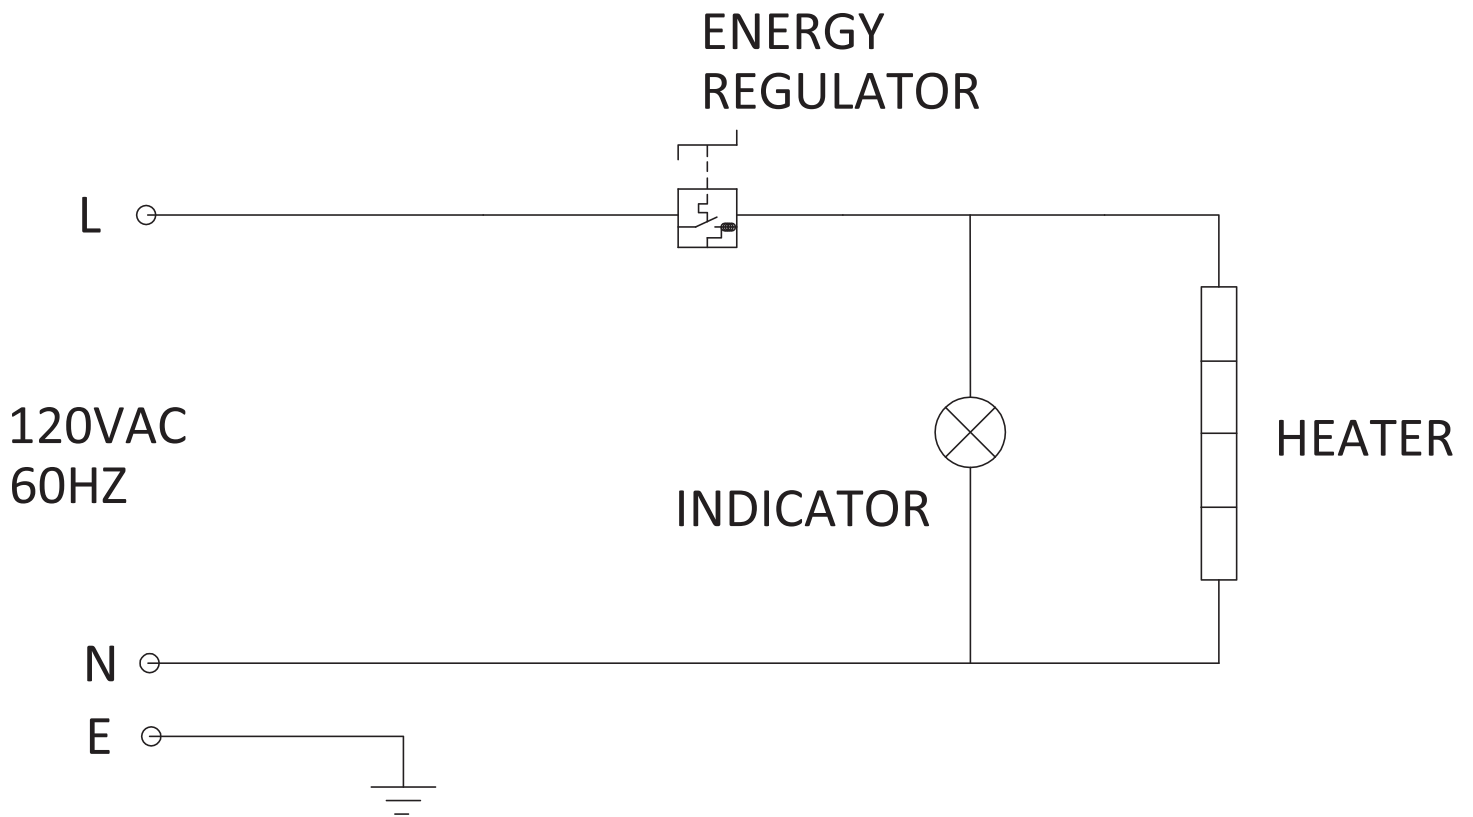 ENERGY
REGULATOR
L
120VAC
60HZ
HEATER
INDICATOR
N
E